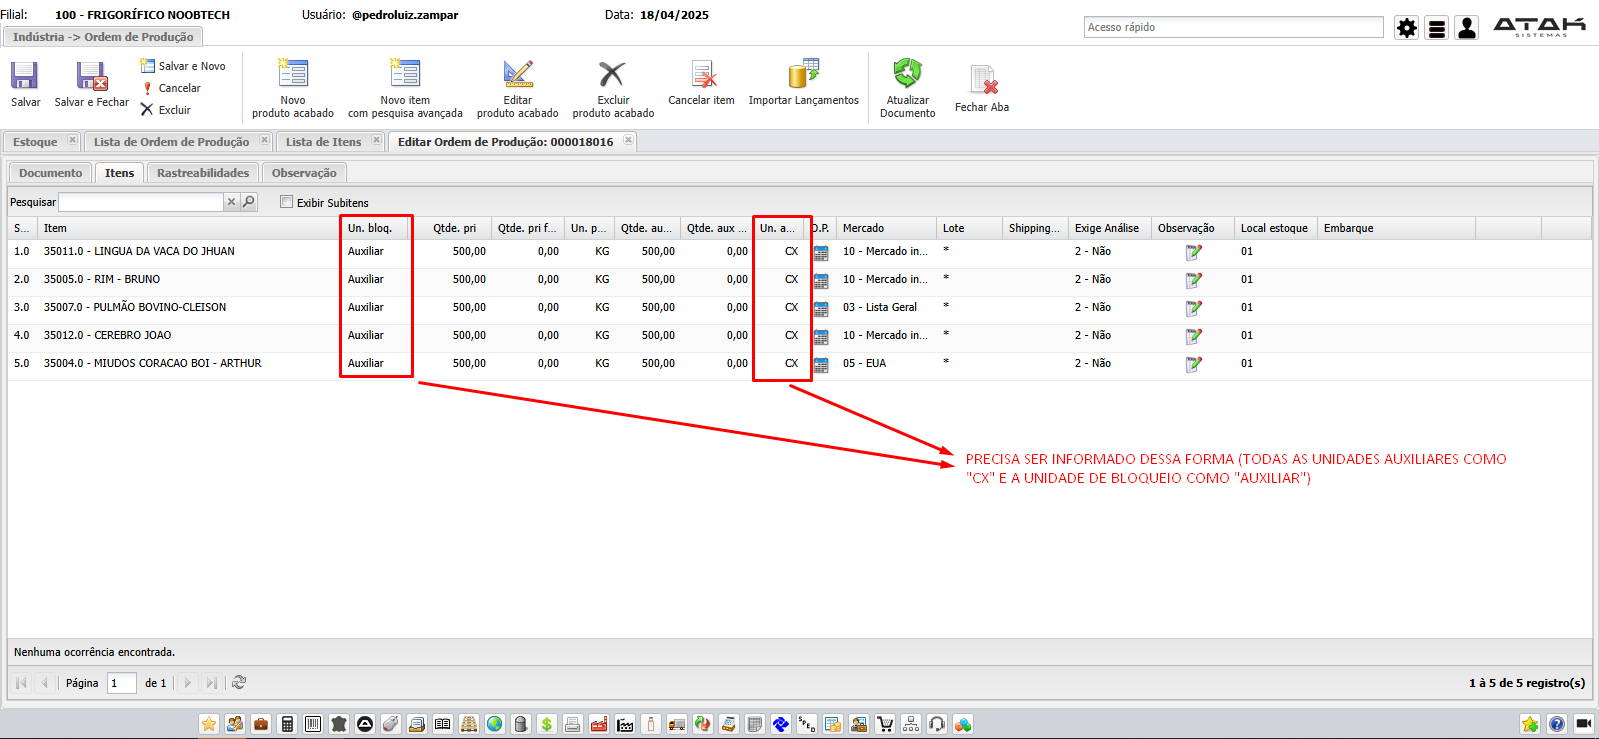 Filial: 100 - FRIGORÍFICO NOOBTECH Usuário: @pedroluiz.zampar Data: 18/04/2025
Acesso rápido
ATAK
SISTEMAS
Indústria -> Ordem de Produção
Salvar
Salvar e Fechar
Salvar e Novo
Cancelar
Excluir
Novo
produto acabado
Novo item
com pesquisa avançada
Editar
produto acabado
Excluir
produto acabado
Cancelar item
Importar Lançamentos
Atualizar
Documento
Fechar Aba
Estoque Lista de Ordem de Produção Lista de Itens Editar Ordem de Produção: 000018016
Documento Itens Rastreabilidades Observação
Pesquisar Exibir Subitens
S... Item Un. bloq. Qtde. pri Qtde. pri f... Un. p... Qtde. au... Qtde. aux ... Un. a... D.P. Mercado Lote Shipping... Exige Análise Observação Local estoque Embarque
1.0 35011.0 - LINGUA DA VACA DO JHUAN Auxiliar 500,00 0,00 KG 500,00 0,00 CX 10 - Mercado in... * 2 - Não 01
2.0 35005.0 - RIM - BRUNO Auxiliar 500,00 0,00 KG 500,00 0,00 CX 10 - Mercado in... * 2 - Não 01
3.0 35007.0 - PULMÃO BOVINO-CLEISON Auxiliar 500,00 0,00 KG 500,00 0,00 CX 03 - Lista Geral * 2 - Não 01
4.0 35012.0 - CEREBRO JOAO Auxiliar 500,00 0,00 KG 500,00 0,00 CX 10 - Mercado in... * 2 - Não 01
5.0 35004.0 - MIUDOS CORACAO BOI - ARTHUR Auxiliar 500,00 0,00 KG 500,00 0,00 CX 05 - EUA * 2 - Não 01
PRECISA SER INFORMADO DESSA FORMA (TODAS AS UNIDADES AUXILIARES COMO
"CX" E A UNIDADE DE BLOQUEIO COMO "AUXILIAR")
Nenhuma ocorrência encontrada.
Página 1 de 1
1 à 5 de 5 registro(s)
SPED